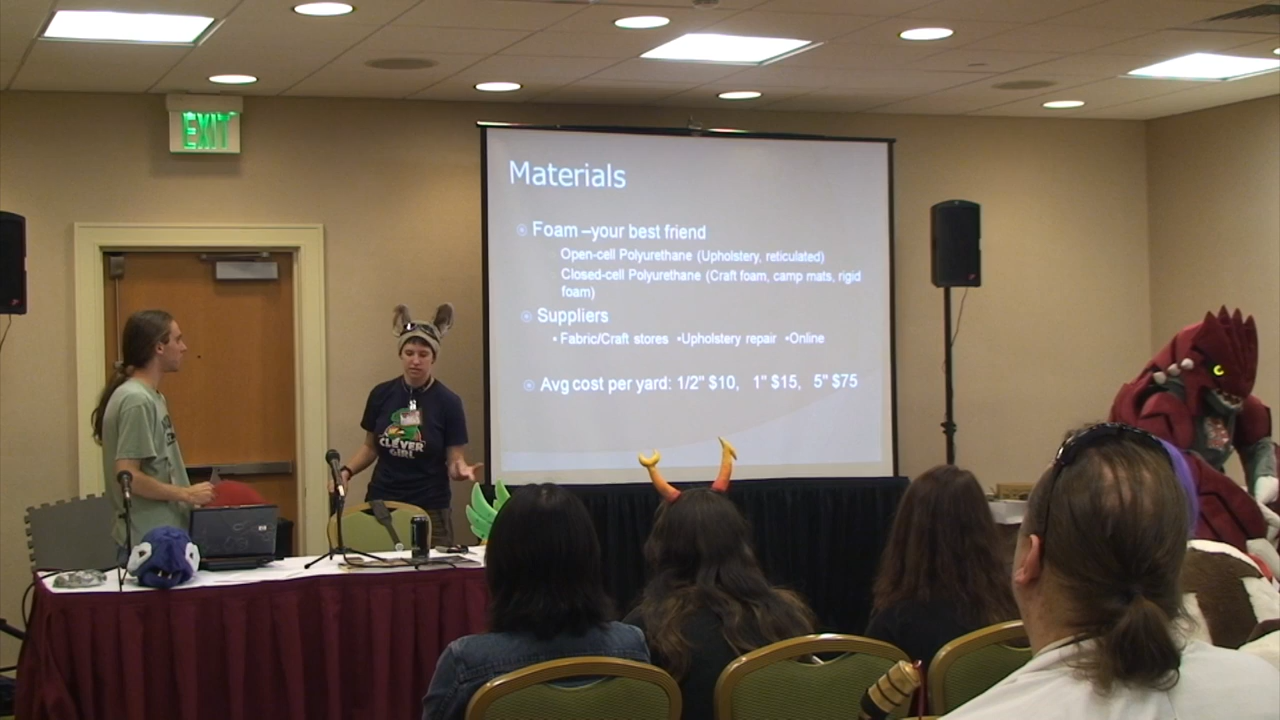 EXIT
Materials
Foam –your best friend
Open-cell Polyurethane (Upholstery, reticulated)
Closed-cell Polyurethane (Craft foam, camp mats, rigid
foam)
Suppliers
• Fabric/Craft stores •Upholstery repair •Online
Avg cost per yard: 1/2" $10, 1" $15, 5" $75
CLEVER
GIRL